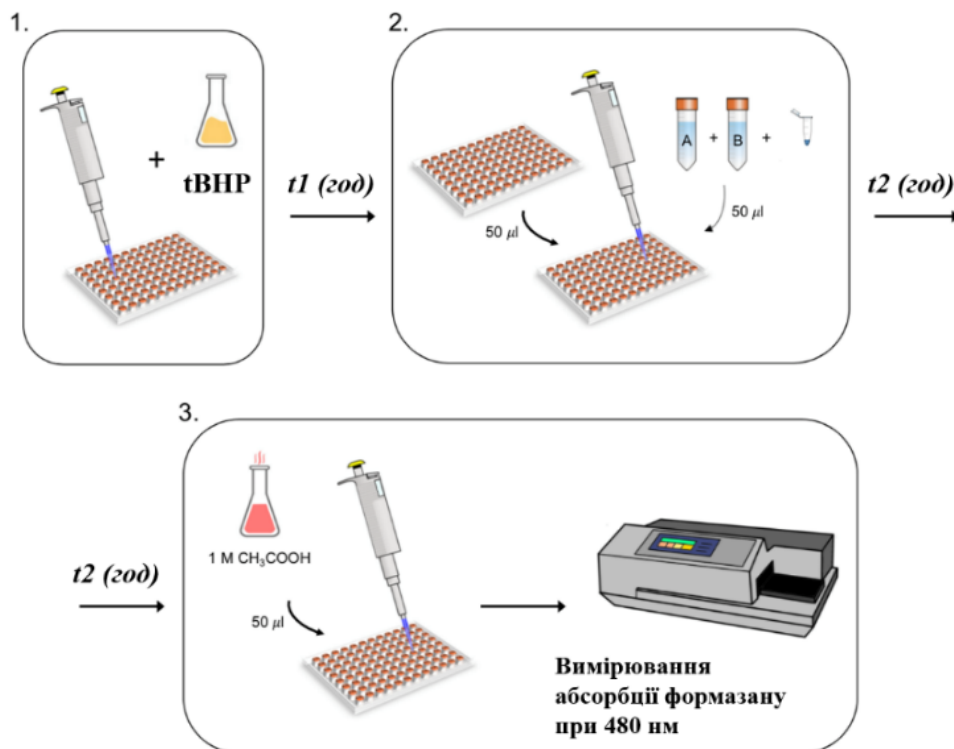 1.
+
tBHP
t1 (год)
2.
A + B +
50 µl
50 µl
t2 (год)
t2 (год)
3.
1 M CH₃COOH
50 µl
Вимірювання
абсорбції формазану
при 480 нм